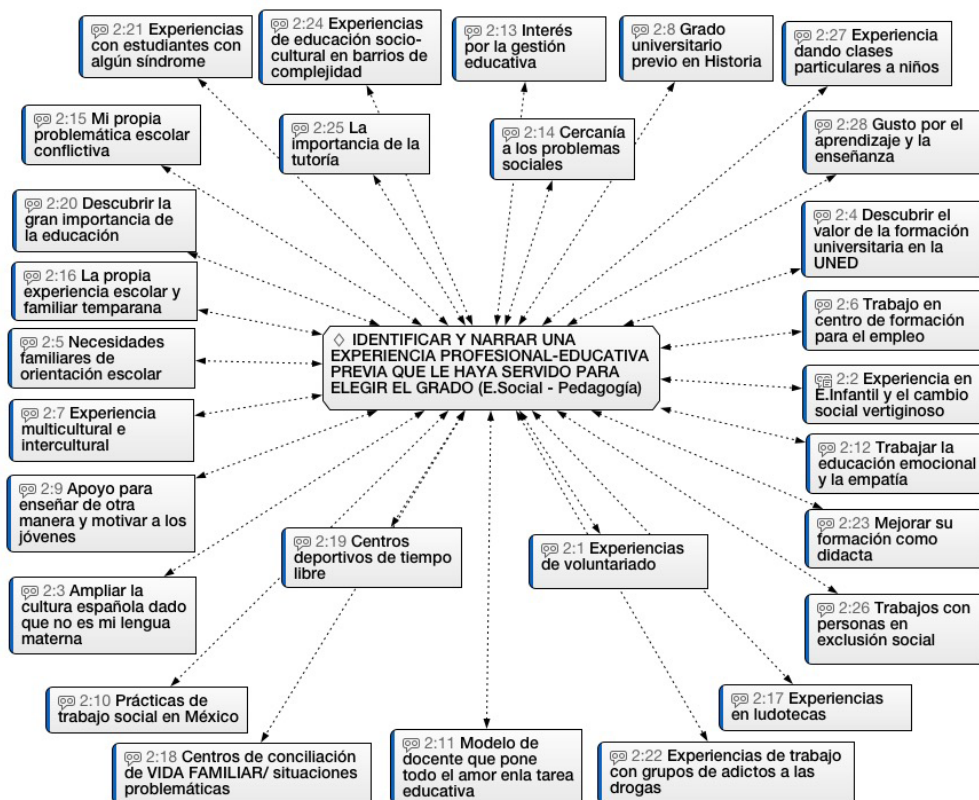 2:21 Experiencias
con estudiantes con
algún síndrome
2:24 Experiencias
de educación socio-
cultural en barrios de
complejidad
2:13 Interés
por la gestión
educativa
2:8 Grado
universitario
previo en Historia
2:27 Experiencia
dando clases
particulares a niños
2:15 Mi propia
problemática escolar
conflictiva
2:25 La
importancia de la
tutoría
2:14 Cercanía
a los problemas
sociales
2:28 Gusto por el
aprendizaje y la
enseñanza
2:20 Descubrir la
gran importancia de
la educación
2:4 Descubrir el
valor de la formación
universitaria en la
UNED
2:16 La propia
experiencia escolar y
familiar temparana
2:6 Trabajo en
centro de formación
para el empleo
◇ IDENTIFICAR Y NARRAR UNA
EXPERIENCIA PROFESIONAL-EDUCATIVA
PREVIA QUE LE HAYA SERVIDO PARA
ELEGIR EL GRADO (E.Social - Pedagogía)
2:5 Necesidades
familiares de
orientación escolar
2:2 Experiencia en
E.Infantil y el cambio
social vertiginoso
2:7 Experiencia
multicultural e
intercultural
2:12 Trabajar la
educación emocional
y la empatía
2:9 Apoyo para
enseñar de otra
manera y motivar a los
jóvenes
2:19 Centros
deportivos de tiempo
libre
2:1 Experiencias
de voluntariado
2:23 Mejorar su
formación como
didacta
2:3 Ampliar la
cultura española dado
que no es mi lengua
materna
2:26 Trabajos con
personas en
exclusión social
2:10 Prácticas de
trabajo social en México
2:17 Experiencias
en ludotecas
2:18 Centros de conciliación
de VIDA FAMILIAR/ situaciones
problemáticas
2:11 Modelo de
docente que pone
todo el amor enla tarea
educativa
2:22 Experiencias de trabajo
con grupos de adictos a las
drogas